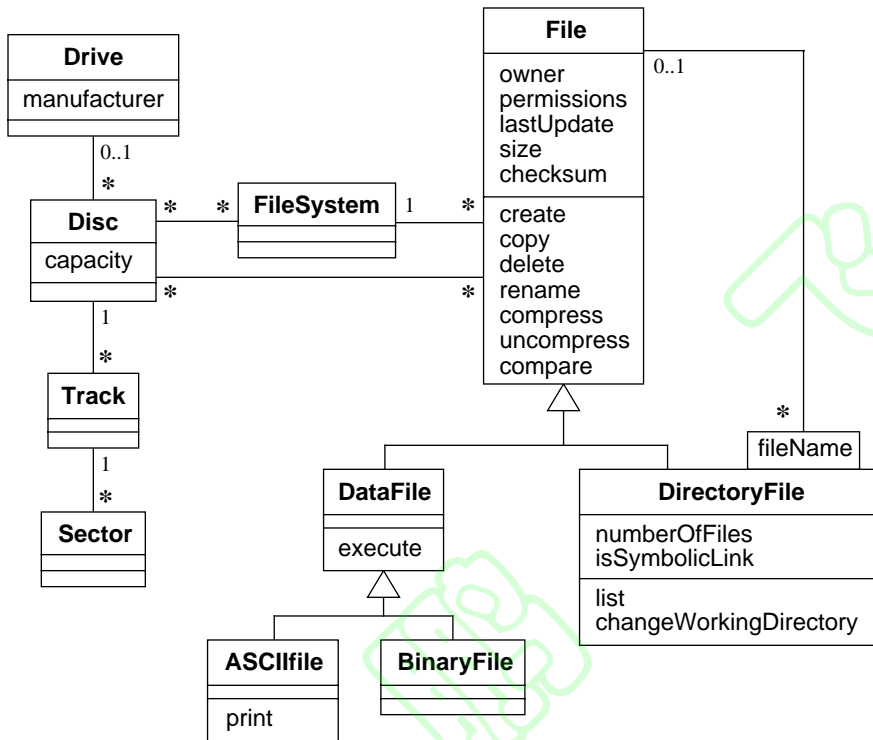 Drive
manufacturer
0..1
*
Disc
capacity
*
*
FileSystem
1
*
*
*
1
*
Track
1
*
Sector
File
owner
permissions
lastUpdate
size
checksum
create
copy
delete
rename
compress
uncompress
compare
0..1
*
fileName
DataFile
execute
DirectoryFile
numberOfFiles
isSymbolicLink
list
changeWorkingDirectory
ASCIIfile
print
BinaryFile